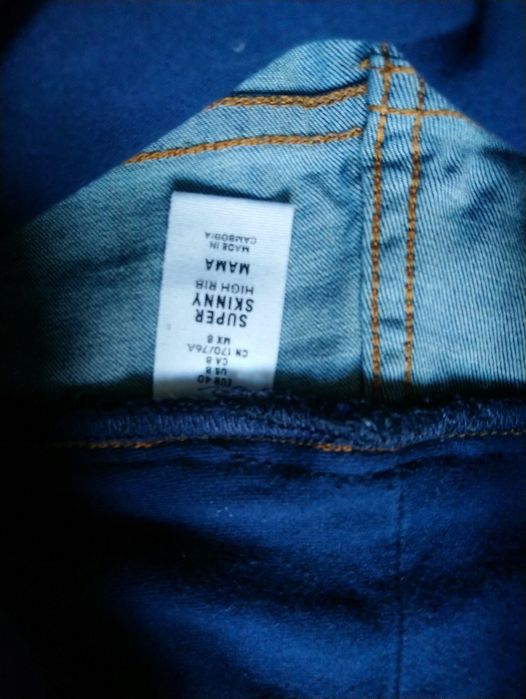 EUR 40
US 8
CA 8
CN 170/76A
MX 8
SUPER
SKINNY
HIGH RIB
MAMA
MADE IN
CAMBODIA